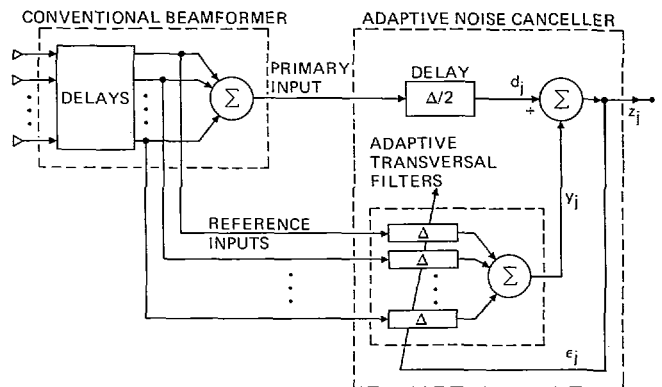 CONVENTIONAL BEAMFORMER
ADAPTIVE NOISE CANCELLER
DELAYS
Σ
PRIMARY
INPUT
DELAY
Δ/2
d_j
+
Σ
z_j
ADAPTIVE
TRANSVERSAL
FILTERS
y_j
REFERENCE
INPUTS
Δ
Δ
Δ
Σ
ϵ_j